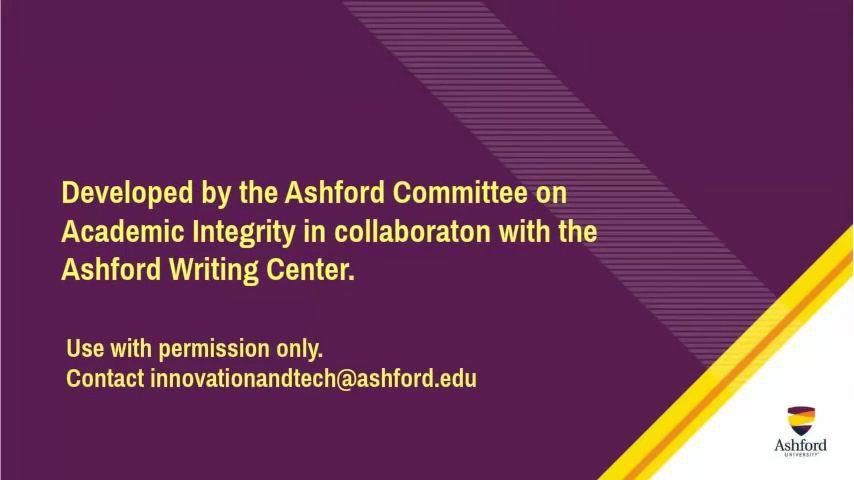 Developed by the Ashford Committee on
Academic Integrity in collaboraton with the
Ashford Writing Center.
Use with permission only.
Contact innovationandtech@ashford.edu
Ashford
UNIVERSITY